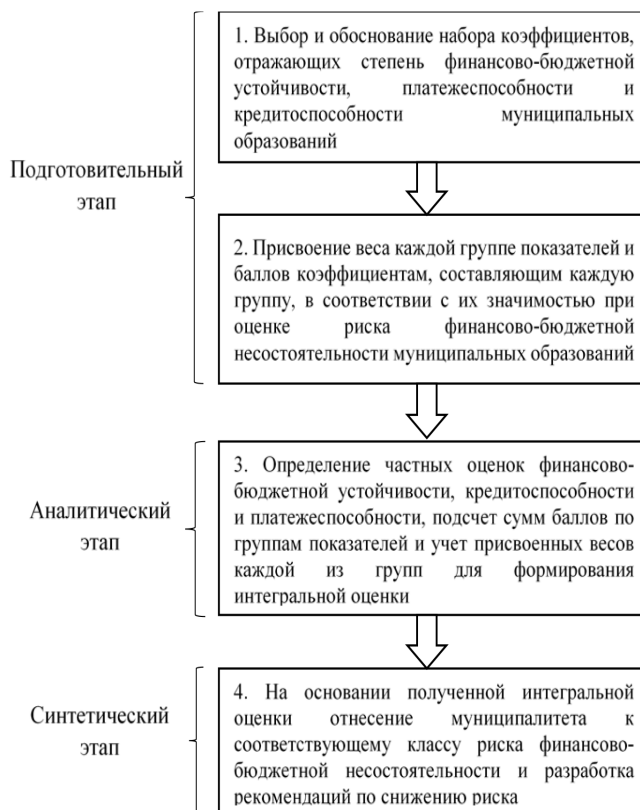 1. Выбор и обоснование набора коэффициентов,
отражающих степень финансово-бюджетной
устойчивости, платежеспособности и
кредитоспособности муниципальных
образований
Подготовительный
этап
2. Присвоение веса каждой группе показателей и
баллов коэффициентам, составляющим каждую
группу, в соответствии с их значимостью при
оценке риска финансово-бюджетной
несостоятельности муниципальных образований
3. Определение частных оценок финансово-
бюджетной устойчивости, кредитоспособности
и платежеспособности, подсчет сумм баллов по
группам показателей и учет присвоенных весов
каждой из групп для формирования
интегральной оценки
Аналитический
этап
4. На основании полученной интегральной
оценки отнесение муниципалитета к
соответствующему классу риска финансово-
бюджетной несостоятельности и разработка
рекомендаций по снижению риска
Синтетический
этап